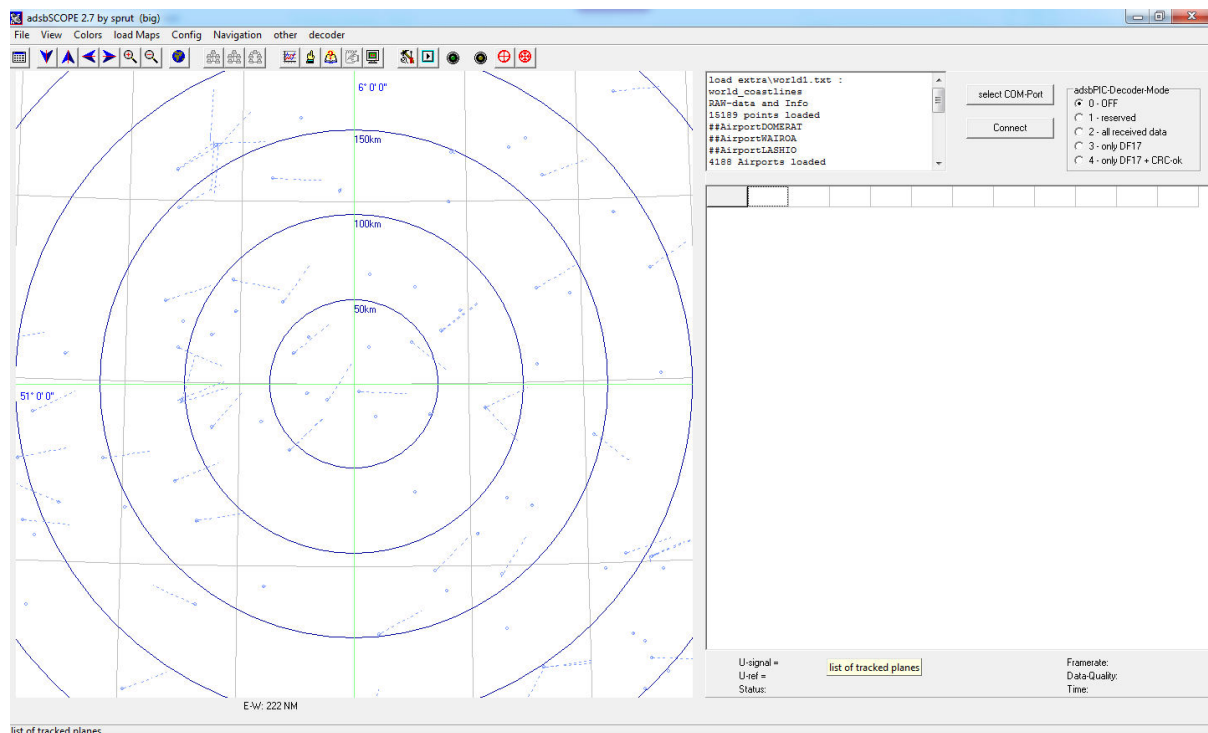 adsbSCOPE 2.7 by sprut (big)
File View Colors load Maps Config Navigation other decoder
6° 0' 0"
150km
100km
50km
51° 0' 0"
E-W: 222 NM
load extra\world1.txt :
world_coastlines
RAW-data and Info
15189 points loaded
##AirportDOMERAT
##AirportWAIROA
##AirportLASHIO
4188 Airports loaded
select COM-Port
Connect
adsbPIC-Decoder-Mode
0 - OFF
1 - reserved
2 - all received data
3 - only DF17
4 - only DF17 + CRC-ok
U-signal =
U-ref =
Status:
list of tracked planes
Framerate:
Data-Quality:
Time:
list of tracked planes